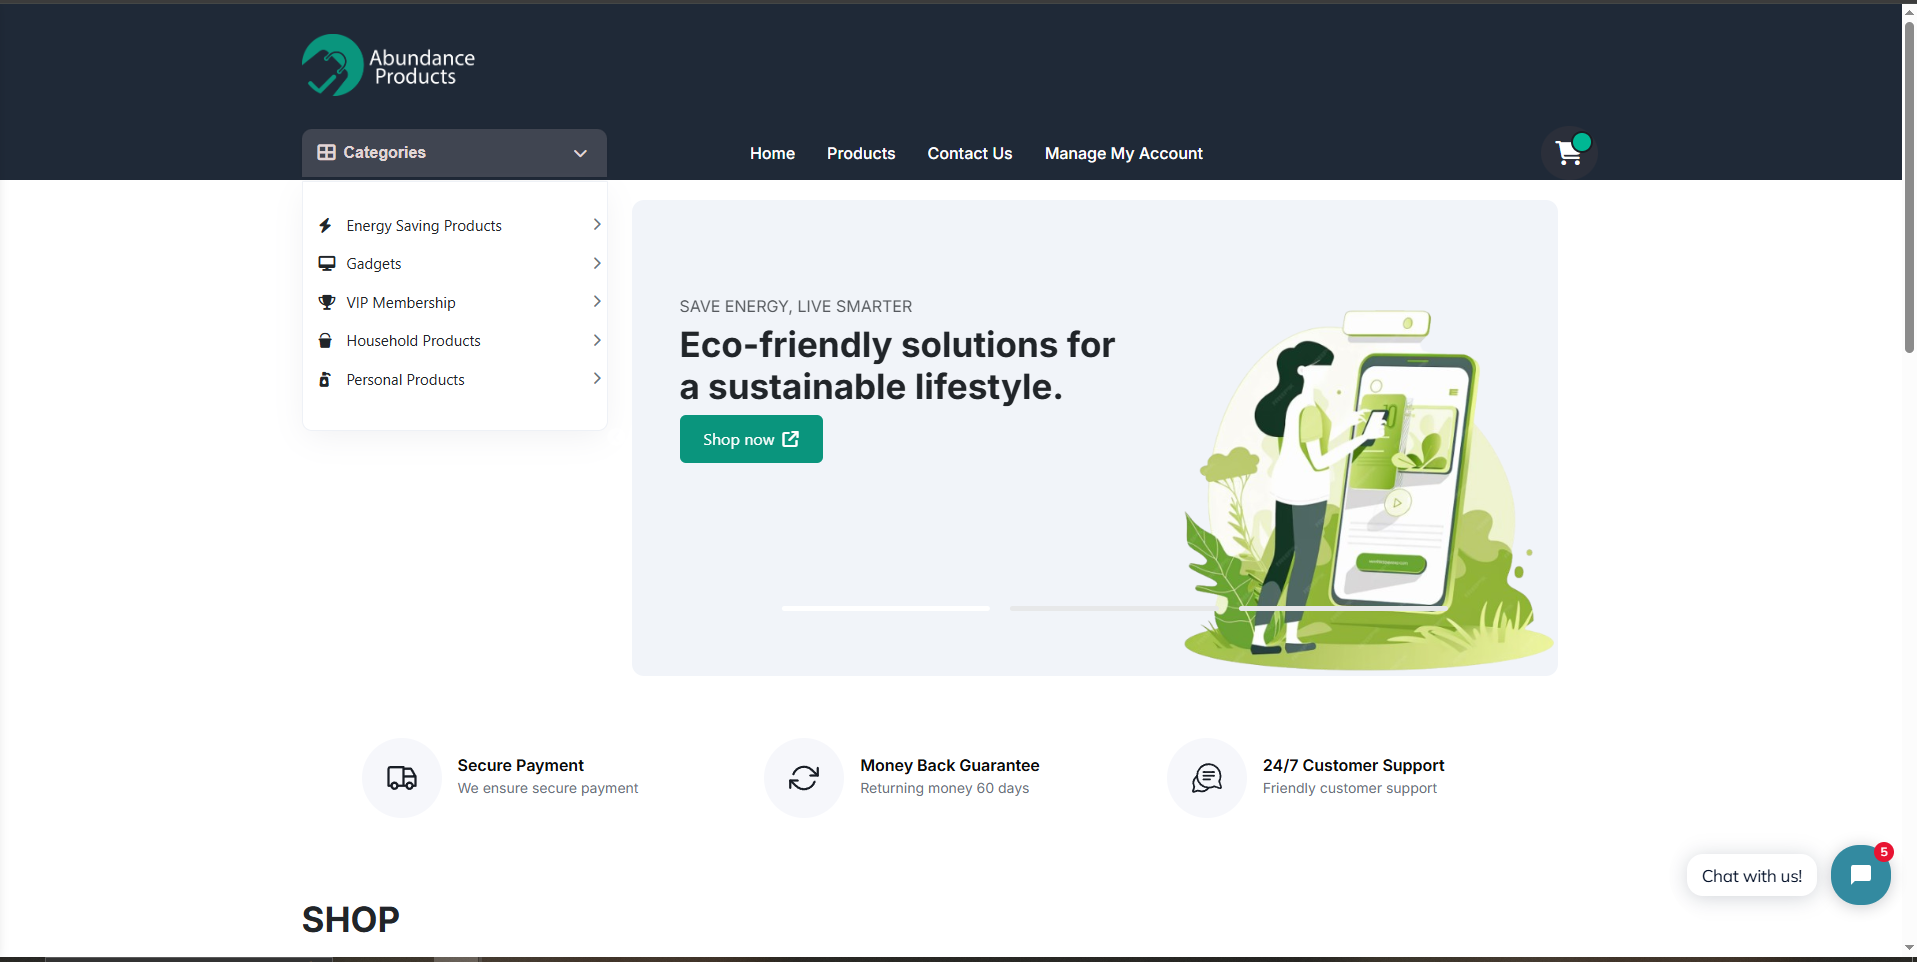 Abundance
Products
Categories
Home
Products
Contact Us
Manage My Account
Energy Saving Products
Gadgets
VIP Membership
Household Products
Personal Products
SAVE ENERGY, LIVE SMARTER
Eco-friendly solutions for
a sustainable lifestyle.
Shop now
Secure Payment
We ensure secure payment
Money Back Guarantee
Returning money 60 days
24/7 Customer Support
Friendly customer support
5
Chat with us!
SHOP